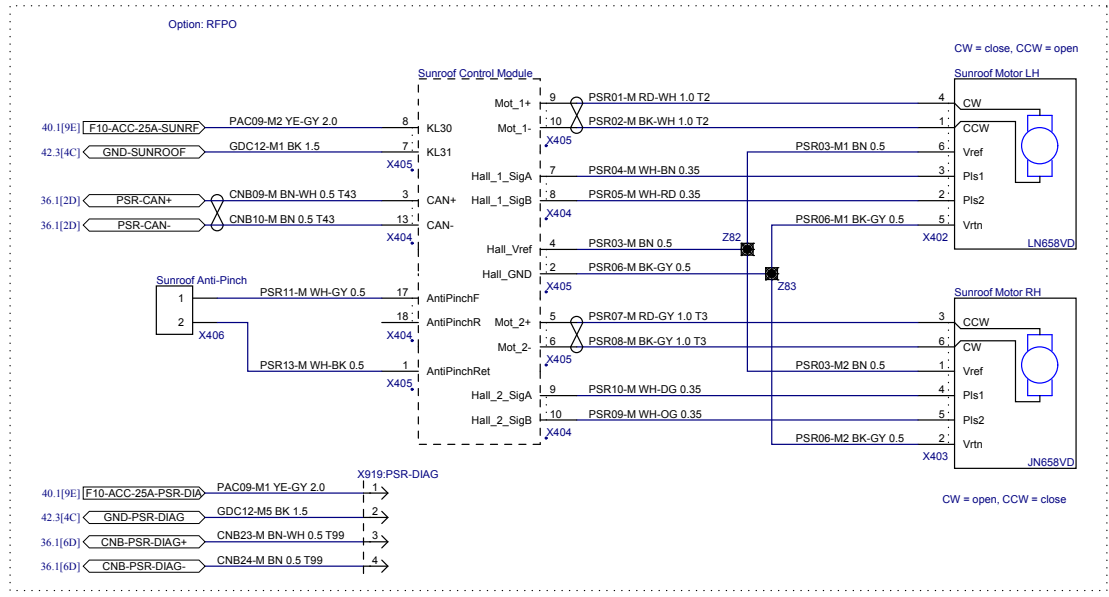 Option: RFPO
CW = close, CCW = open
Sunroof Control Module
Sunroof Motor LH
Mot_1+ 9 PSR01-M RD-WH 1.0 T2 4 CW
40.1[9E] F10-ACC-25A-SUNRF PAC09-M2 YE-GY 2.0 8 KL30 Mot_1- 10 PSR02-M BK-WH 1.0 T2 1 CCW
X405
42.3[4C] GND-SUNROOF GDC12-M1 BK 1.5 7 KL31 PSR03-M1 BN 0.5 6 Vref
X405
Hall_1_SigA 7 PSR04-M WH-BN 0.35 3 Pls1
36.1[2D] PSR-CAN+ CNB09-M BN-WH 0.5 T43 3 CAN+ Hall_1_SigB 8 PSR05-M WH-RD 0.35 2 Pls2
X404
36.1[2D] PSR-CAN- CNB10-M BN 0.5 T43 13 CAN- PSR06-M1 BK-GY 0.5 5 Vrtn
X404 Z82 X402
Hall_Vref 4 PSR03-M BN 0.5 LN658VD
Hall_GND 2 PSR06-M BK-GY 0.5
X405 Z83
Sunroof Anti-Pinch
Sunroof Motor RH
1 PSR11-M WH-GY 0.5 17 AntiPinchF
2 18 AntiPinchR Mot_2+ 5 PSR07-M RD-GY 1.0 T3 3 CCW
X406 X404
Mot_2- 6 PSR08-M BK-GY 1.0 T3 6 CW
X405
PSR13-M WH-BK 0.5 1 AntiPinchRet PSR03-M2 BN 0.5 1 Vref
X405
Hall_2_SigA 9 PSR10-M WH-DG 0.35 4 Pls1
Hall_2_SigB 10 PSR09-M WH-OG 0.35 5 Pls2
X404
PSR06-M2 BK-GY 0.5 2 Vrtn
X403
JN658VD
X919:PSR-DIAG
40.1[9E] F10-ACC-25A-PSR-DIA PAC09-M1 YE-GY 2.0 1
CW = open, CCW = close
42.3[4C] GND-PSR-DIAG GDC12-M5 BK 1.5 2
36.1[6D] CNB-PSR-DIAG+ CNB23-M BN-WH 0.5 T99 3
36.1[6D] CNB-PSR-DIAG- CNB24-M BN 0.5 T99 4